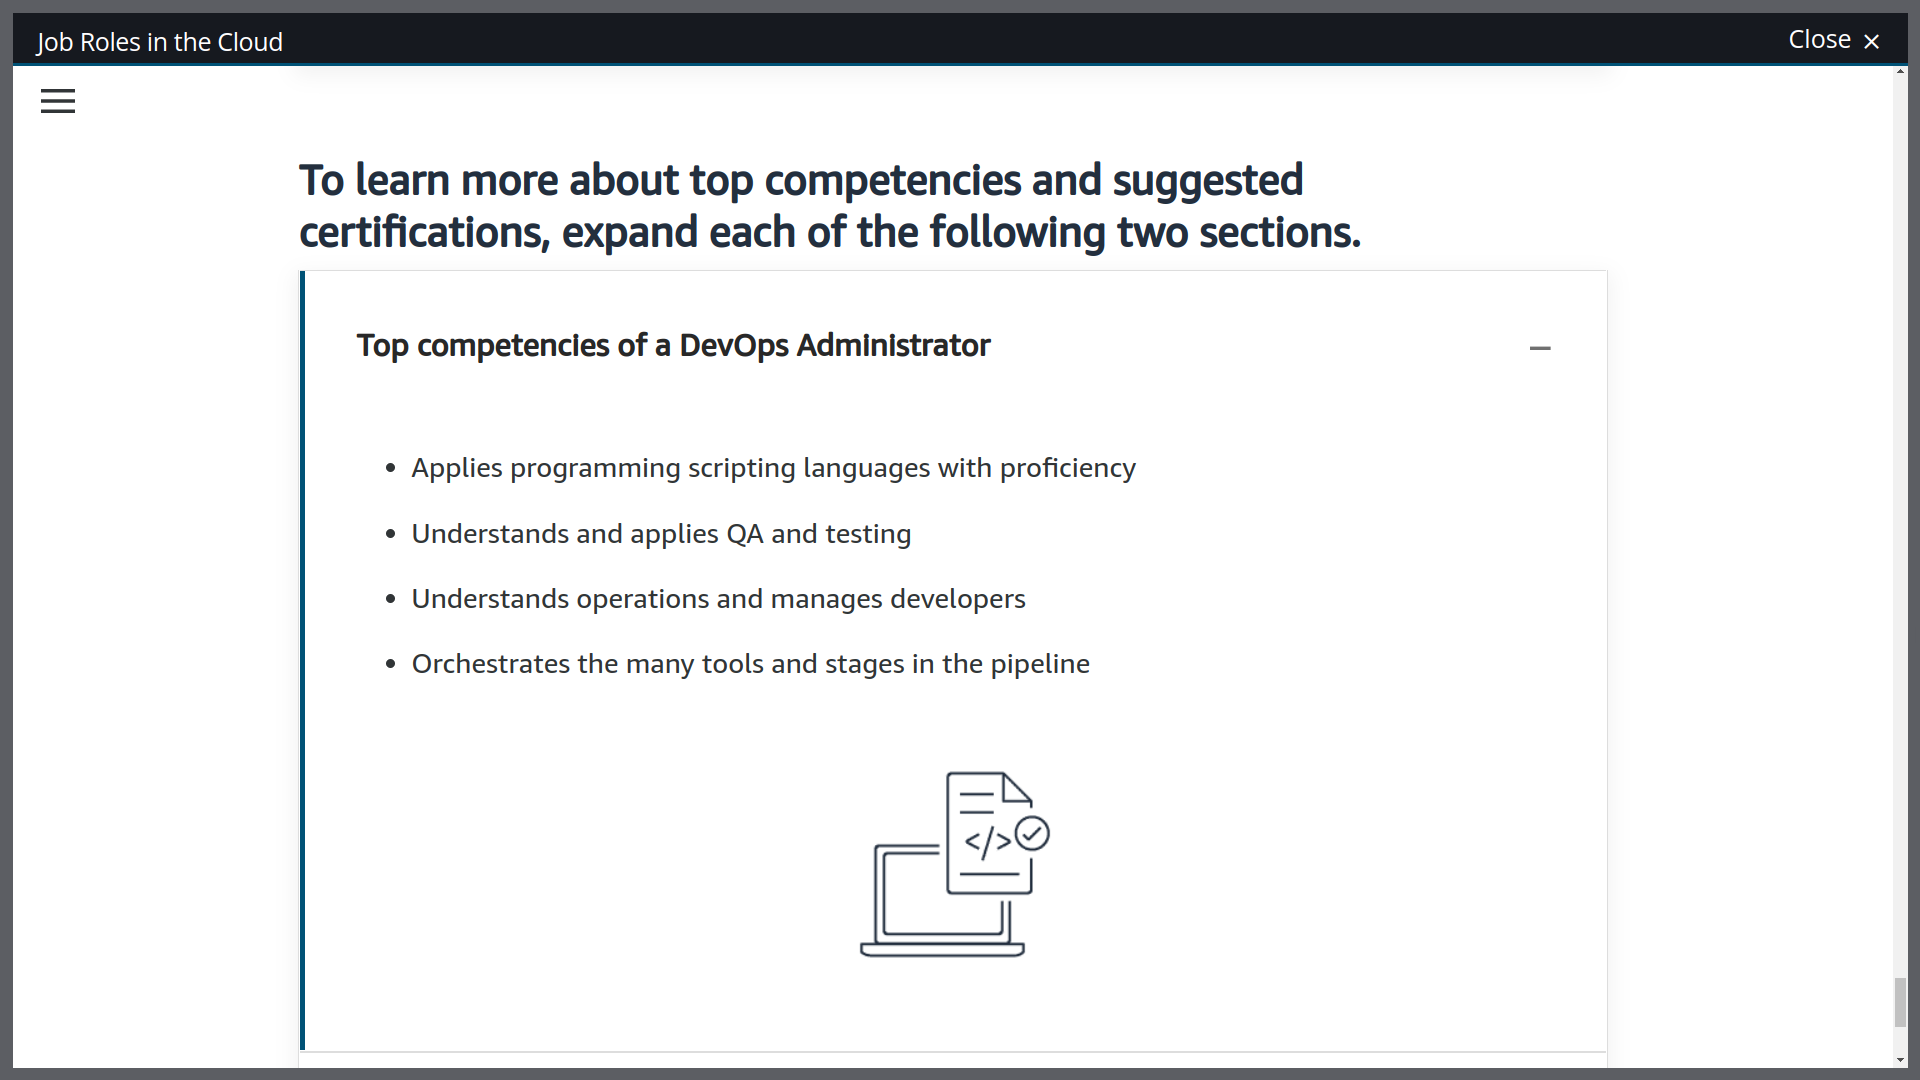 Job Roles in the Cloud
Close ×
To learn more about top competencies and suggested
certifications, expand each of the following two sections.
Top competencies of a DevOps Administrator
• Applies programming scripting languages with proficiency
• Understands and applies QA and testing
• Understands operations and manages developers
• Orchestrates the many tools and stages in the pipeline
</>